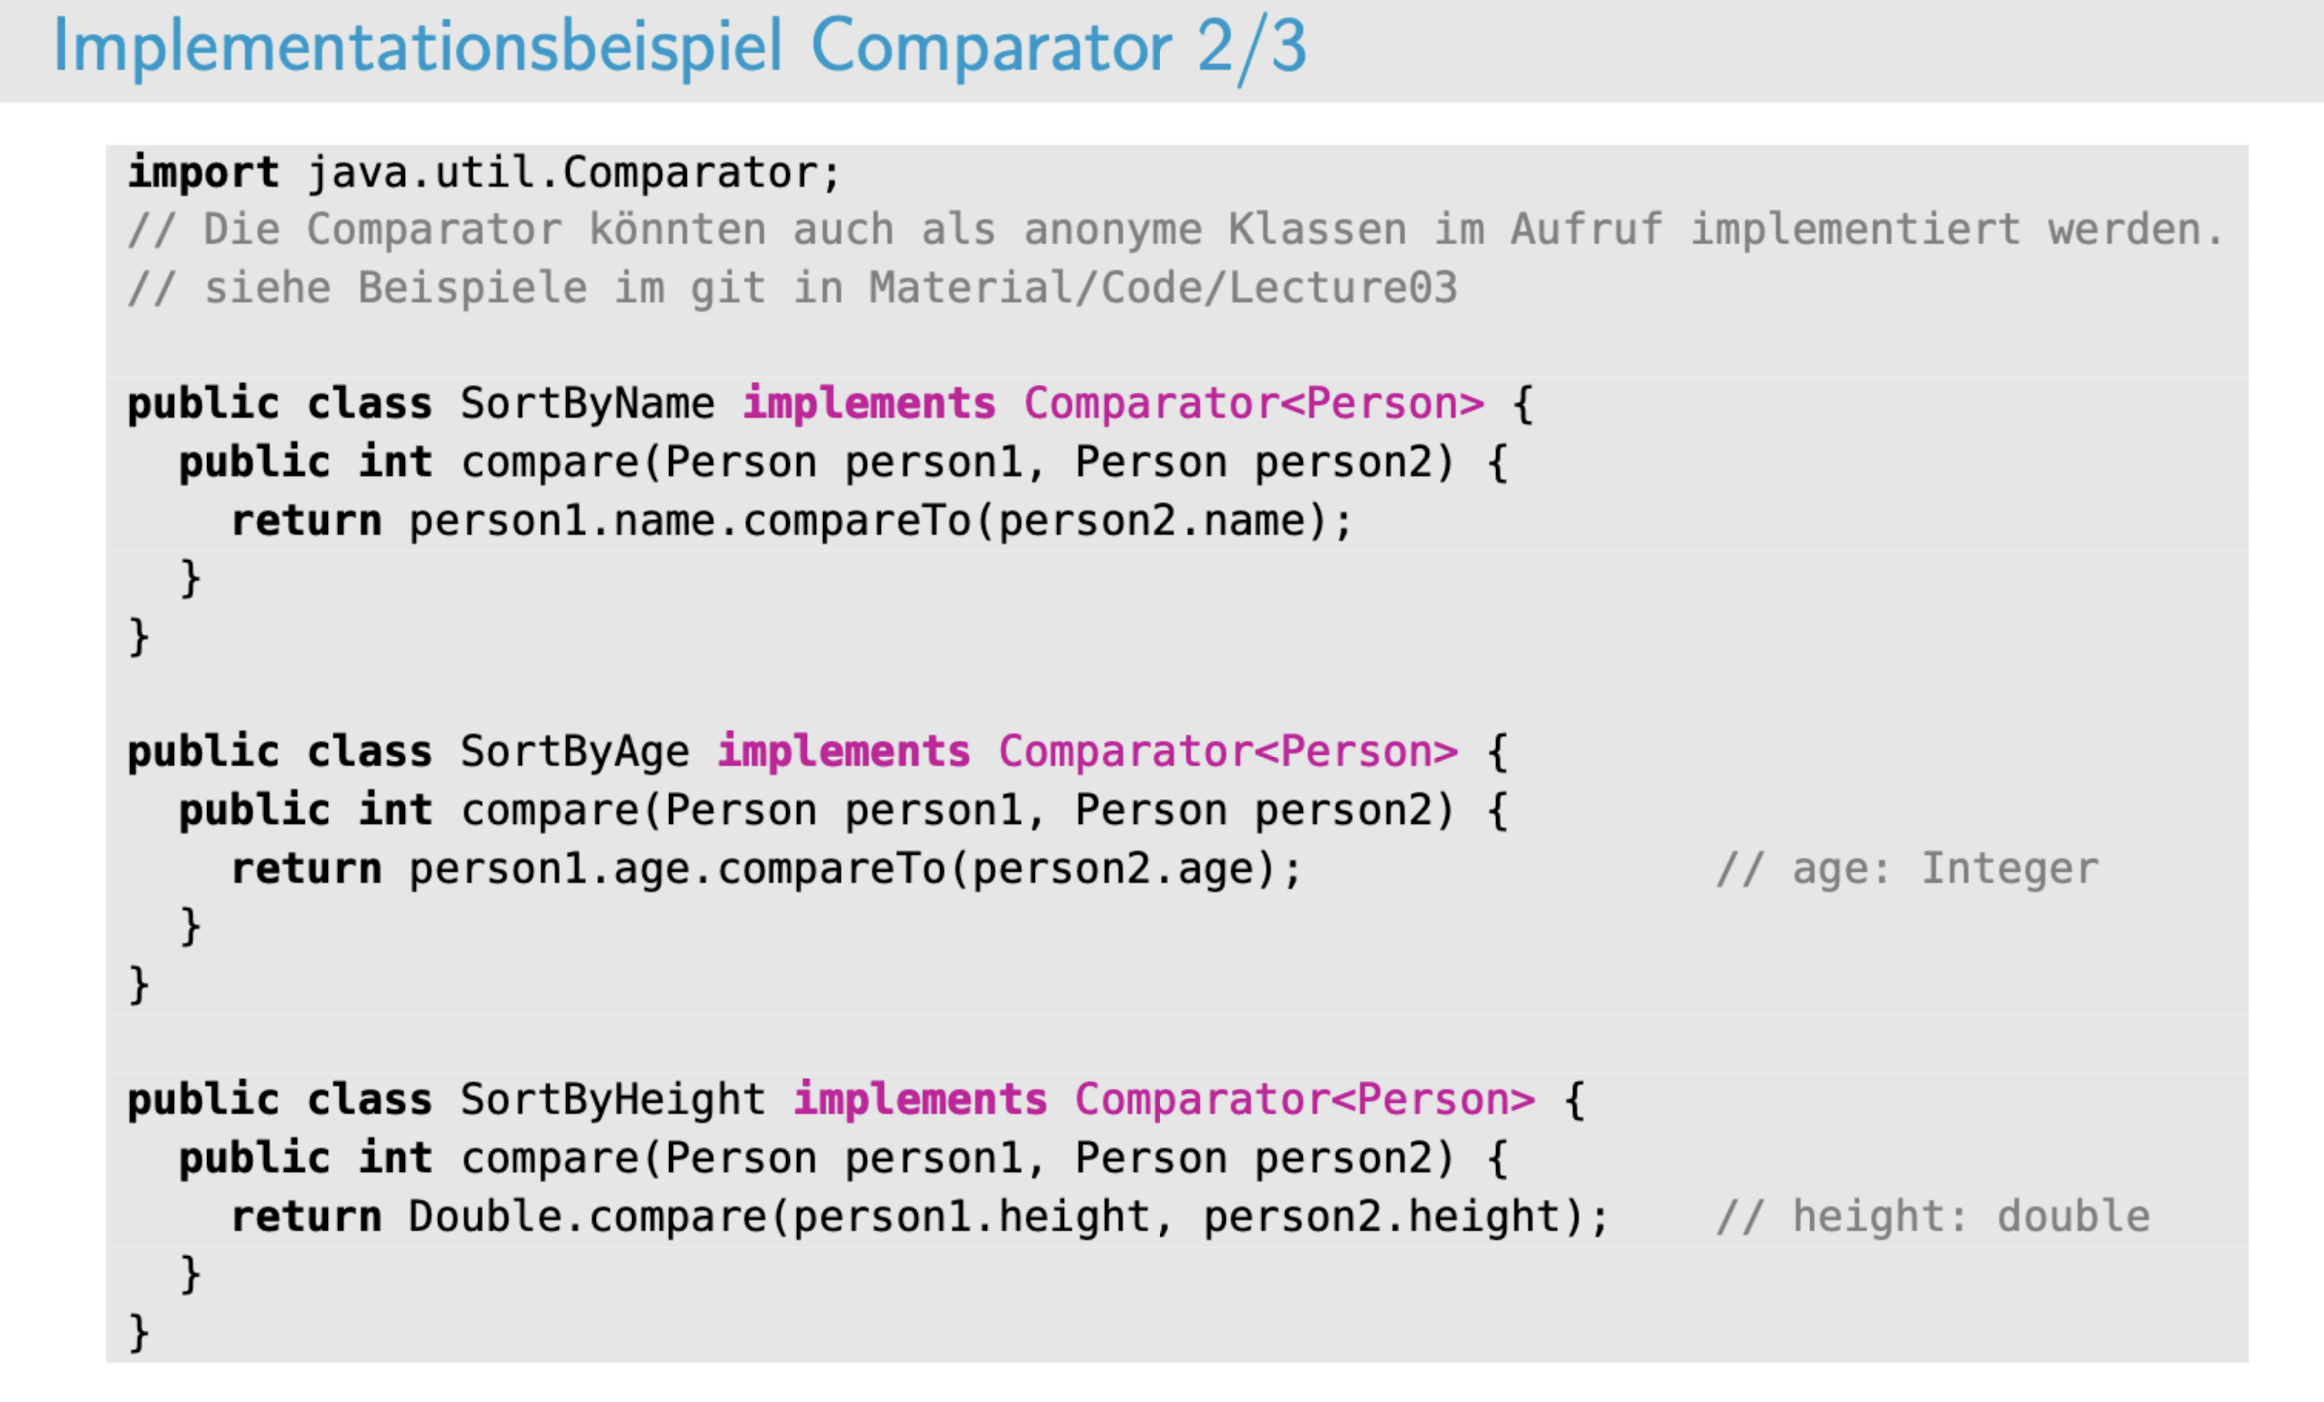 Implementationsbeispiel Comparator 2/3
import java.util.Comparator;
// Die Comparator könnten auch als anonyme Klassen im Aufruf implementiert werden.
// siehe Beispiele im git in Material/Code/Lecture03
public class SortByName implements Comparator<Person> {
public int compare(Person person1, Person person2) {
return person1.name.compareTo(person2.name);
}
}
public class SortByAge implements Comparator<Person> {
public int compare(Person person1, Person person2) {
return person1.age.compareTo(person2.age); // age: Integer
}
}
public class SortByHeight implements Comparator<Person> {
public int compare(Person person1, Person person2) {
return Double.compare(person1.height, person2.height); // height: double
}
}